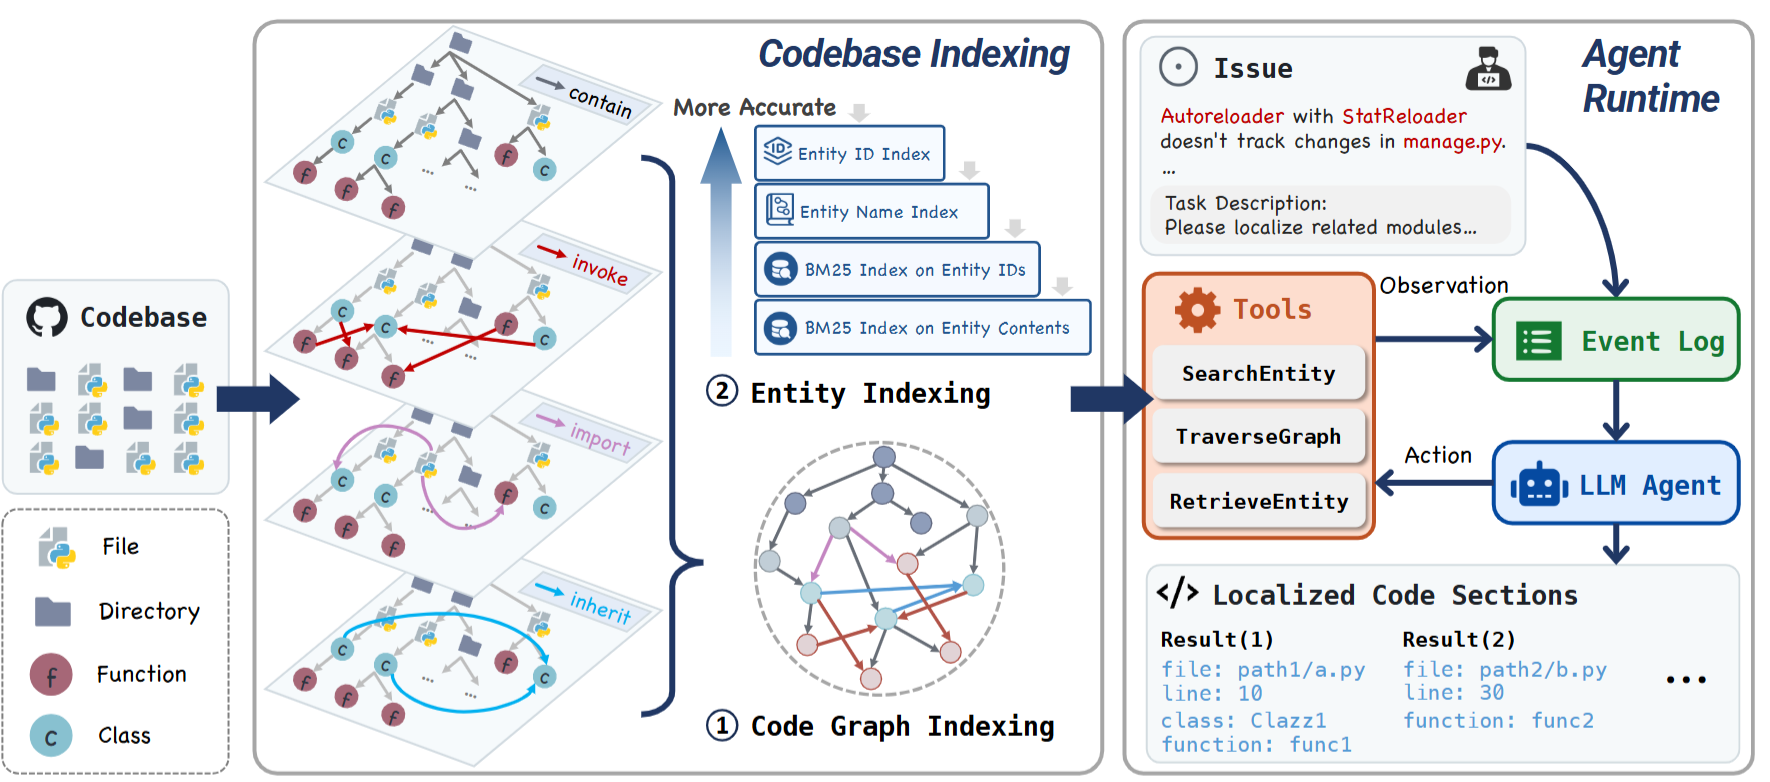 Codebase
File
Directory
f
Function
c
Class
Codebase Indexing
contain
c
c
f
c
f
f
f
...
...
invoke
c
c
f
c
f
f
f
...
...
import
c
c
f
c
f
f
f
...
...
inherit
c
c
f
c
f
f
f
...
...
More Accurate
ID
Entity ID Index
Entity Name Index
BM25 Index on Entity IDs
BM25 Index on Entity Contents
2 Entity Indexing
1 Code Graph Indexing
Agent
Runtime
Issue
</>
Autoreloader with StatReloader
doesn't track changes in manage.py.
...
Task Description:
Please localize related modules...
Tools
SearchEntity
TraverseGraph
RetrieveEntity
Observation
Event Log
Action
LLM Agent
</> Localized Code Sections
Result(1)
file: path1/a.py
line: 10
class: Clazz1
function: func1
Result(2)
file: path2/b.py
line: 30
function: func2
...